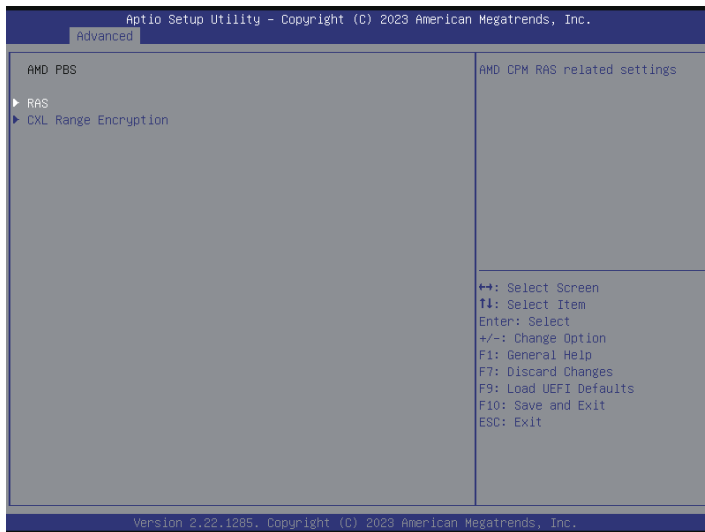 Aptio Setup Utility – Copyright (C) 2023 American Megatrends, Inc.
Advanced
AMD PBS
RAS
CXL Range Encryption
AMD CPM RAS related settings
↔: Select Screen
↑↓: Select Item
Enter: Select
+/-: Change Option
F1: General Help
F7: Discard Changes
F9: Load UEFI Defaults
F10: Save and Exit
ESC: Exit
Version 2.22.1285. Copyright (C) 2023 American Megatrends, Inc.